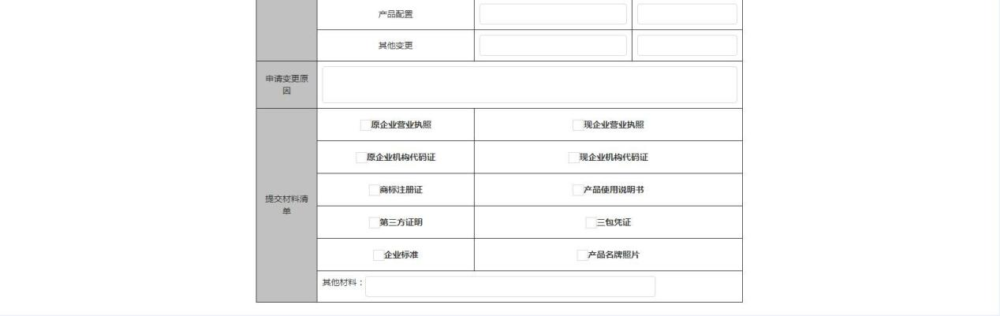 产品配置
其他变更
申请变更原
因
原企业营业执照
现企业营业执照
原企业机构代码证
现企业机构代码证
商标注册证
产品使用说明书
提交材料清
单
第三方证明
三包凭证
企业标准
产品名牌照片
其他材料：